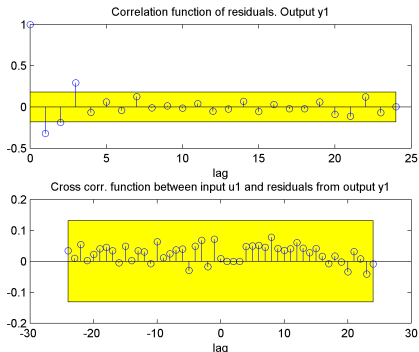 Correlation function of residuals. Output y1
1
0.5
0
-0.5
0 5 10 15 20 25
lag
Cross corr. function between input u1 and residuals from output y1
0.2
0.1
0
-0.1
-0.2
-30 -20 -10 0 10 20 30
lag